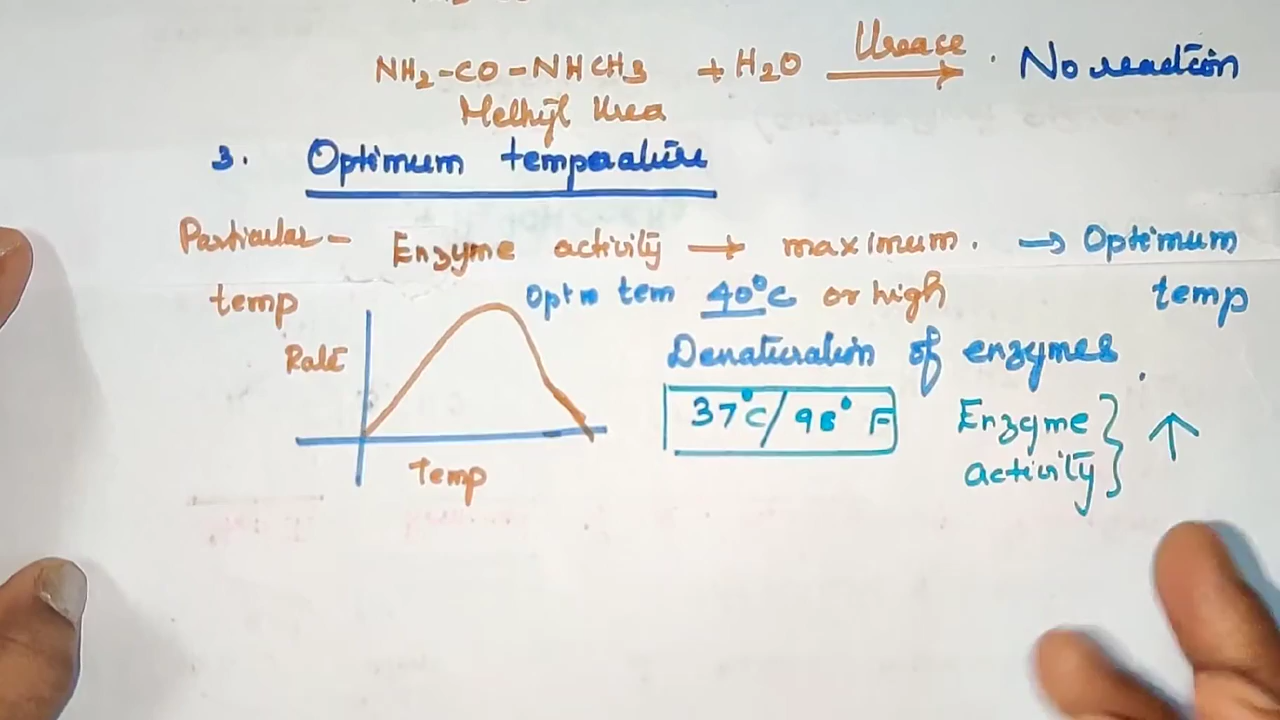 NH2-CO-NHCH3 + H2O Urease No reaction
Methyl Urea
3. Optimum temperature
Particular - Enzyme activity → maximum. → Optimum
temp Optm tem 40°C or high temp
Rate Denaturation of enzymes.
37°C/98° F Enzyme
activity } ↑
Temp